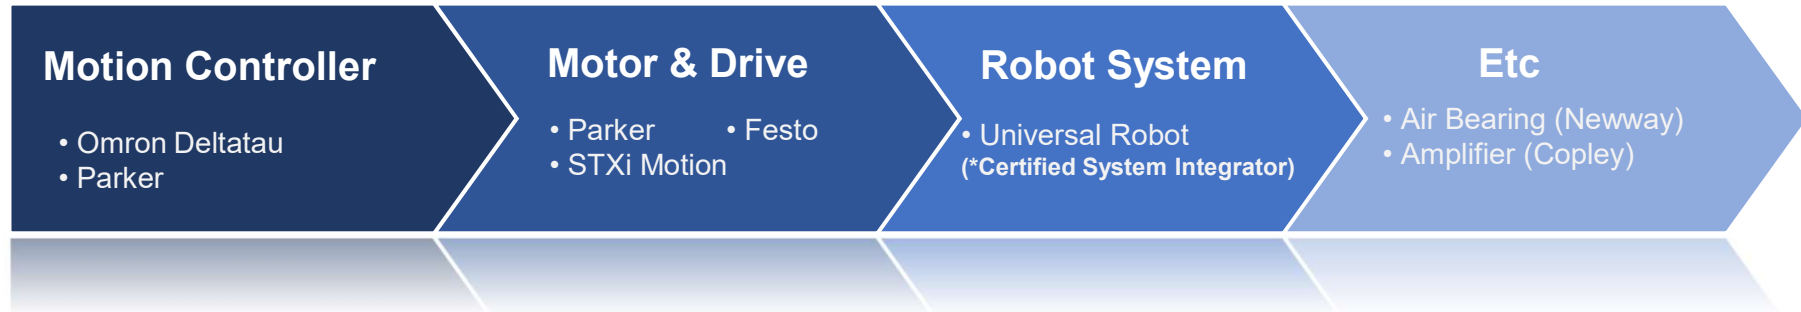 Motion Controller
• Omron Deltatau
• Parker
Motor & Drive
• Parker • Festo
• STXi Motion
Robot System
• Universal Robot
(*Certified System Integrator)
Etc
• Air Bearing (Newway)
• Amplifier (Copley)